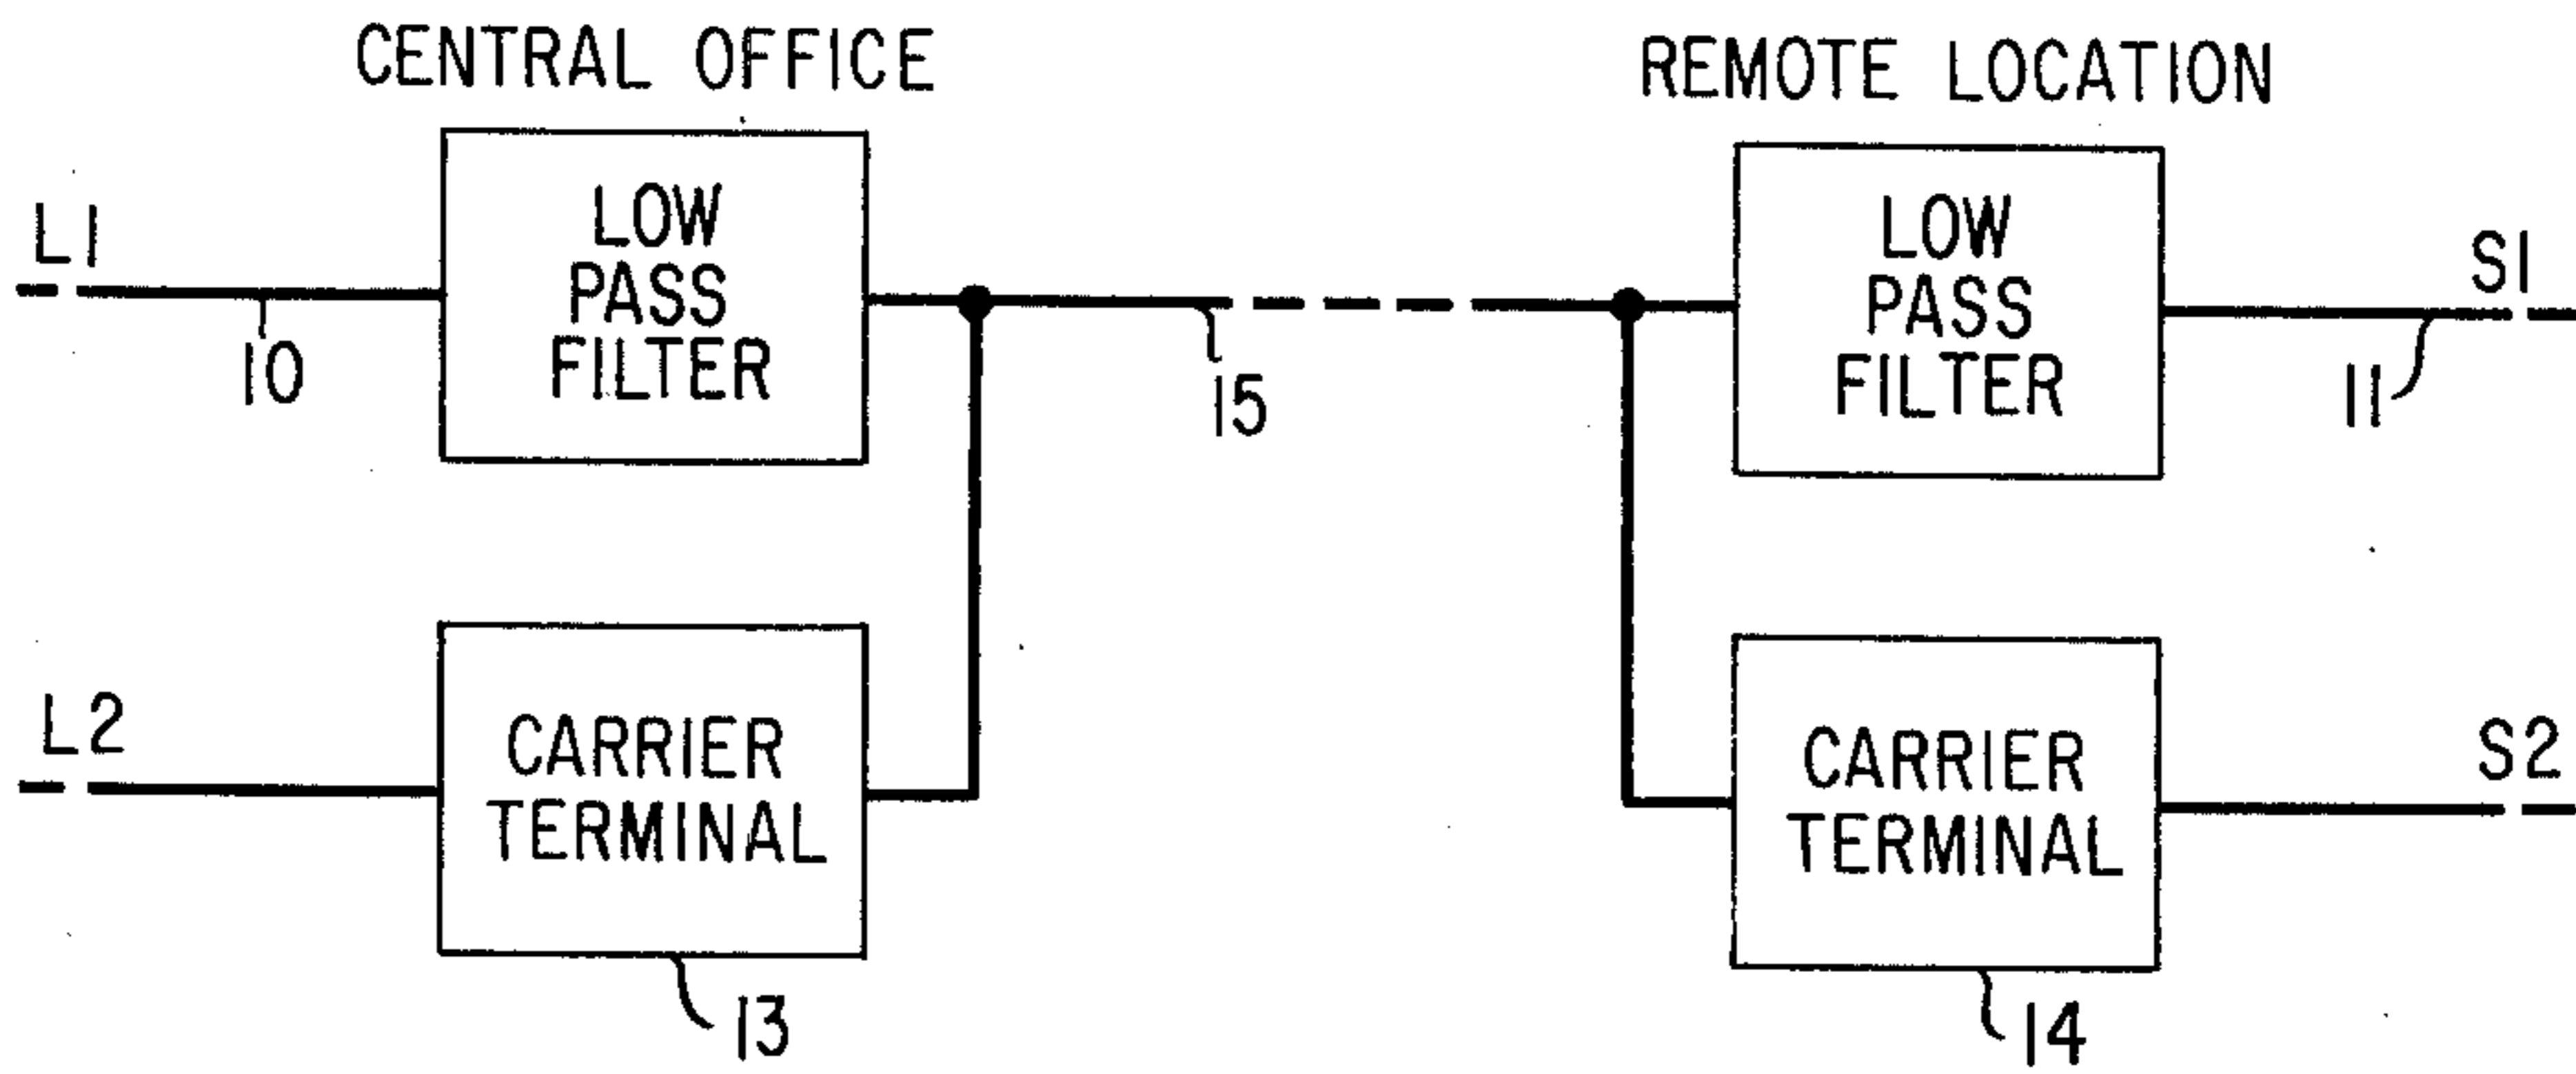 CENTRAL OFFICE
REMOTE LOCATION
L1
LOW
PASS
FILTER
10
15
LOW
PASS
FILTER
S1
11
L2
CARRIER
TERMINAL
13
CARRIER
TERMINAL
S2
14